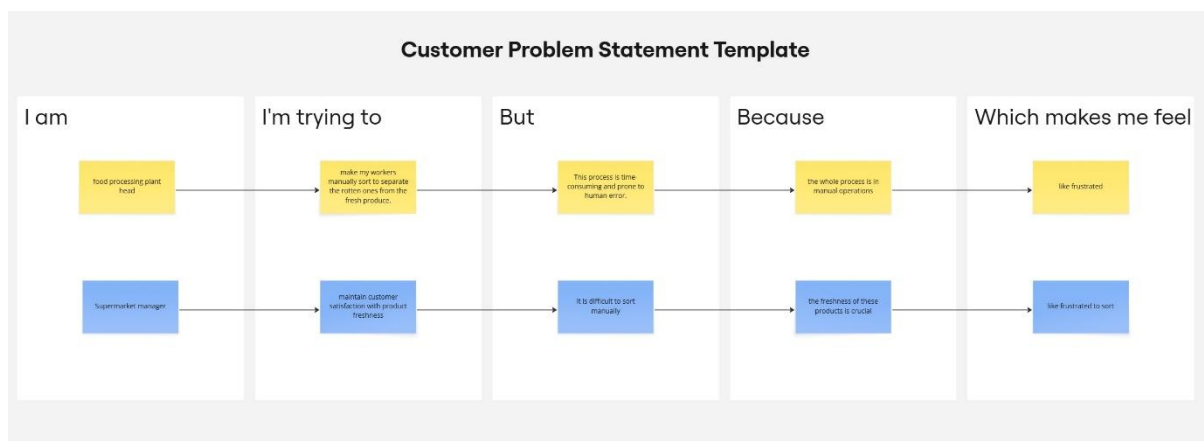 Customer Problem Statement Template
I am
I'm trying to
But
Because
Which makes me feel
food processing plant
head
make my workers
manually sort to separate
the rotten ones from the
fresh produce.
This process is time
consuming and prone to
human error.
the whole process is in
manual operations
like frustrated
Supermarket manager
maintain customer
satisfaction with product
freshness
It is difficult to sort
manually
the freshness of these
products is crucial
like frustrated to sort